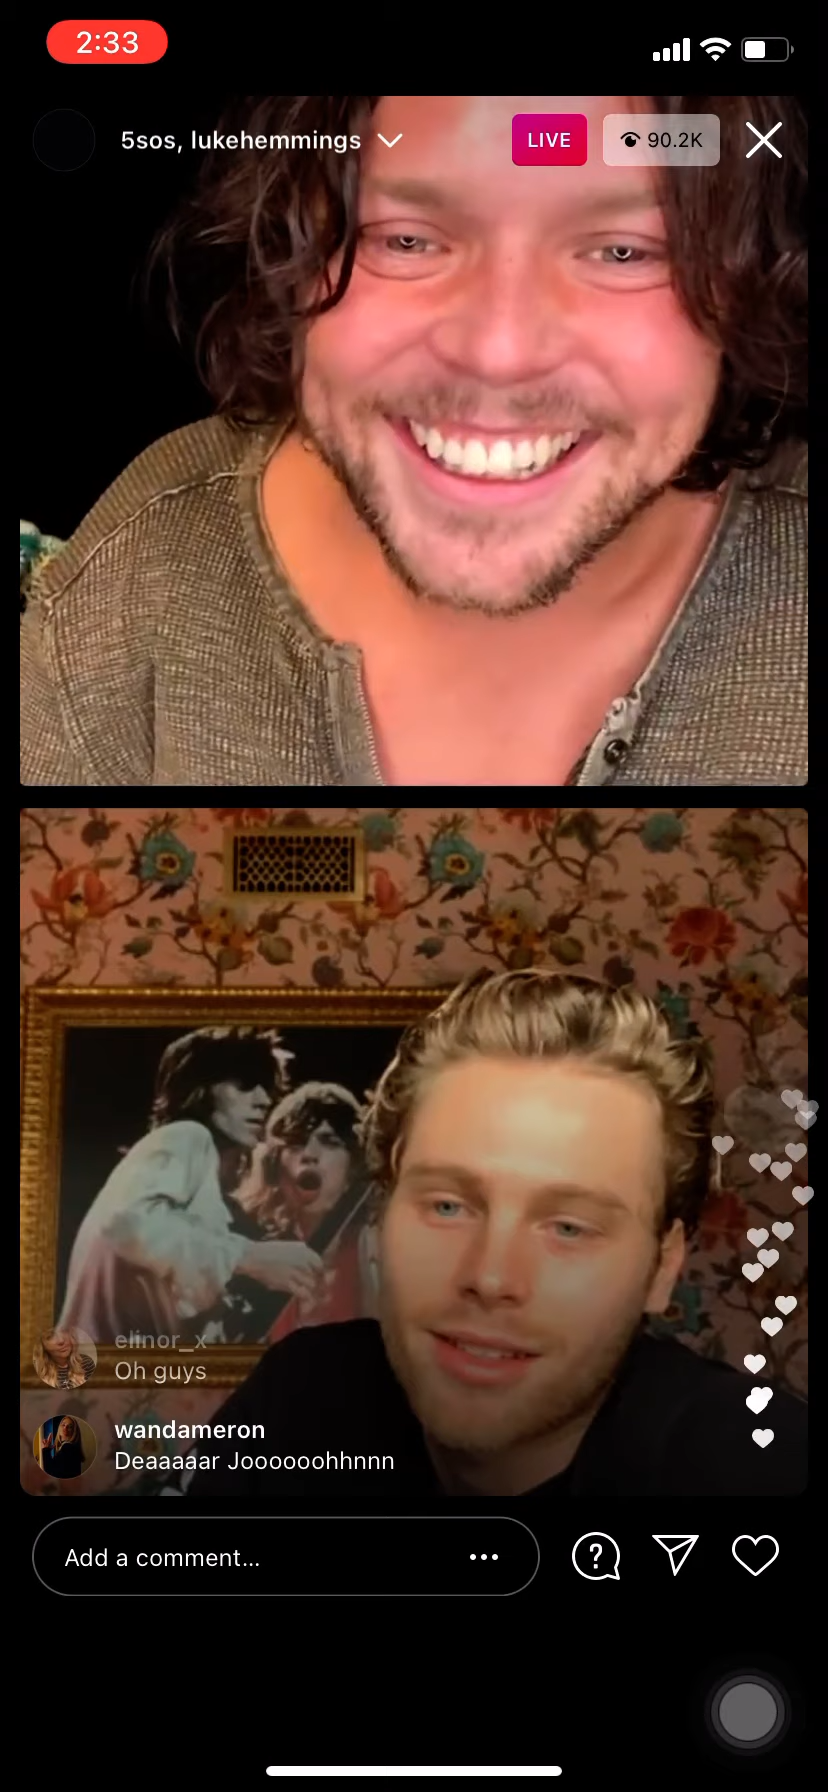 2:33
5sos, lukehemmings
LIVE
90.2K
elinor_x
Oh guys
wandameron
Deaaaaar Joooooohhnnn
Add a comment...